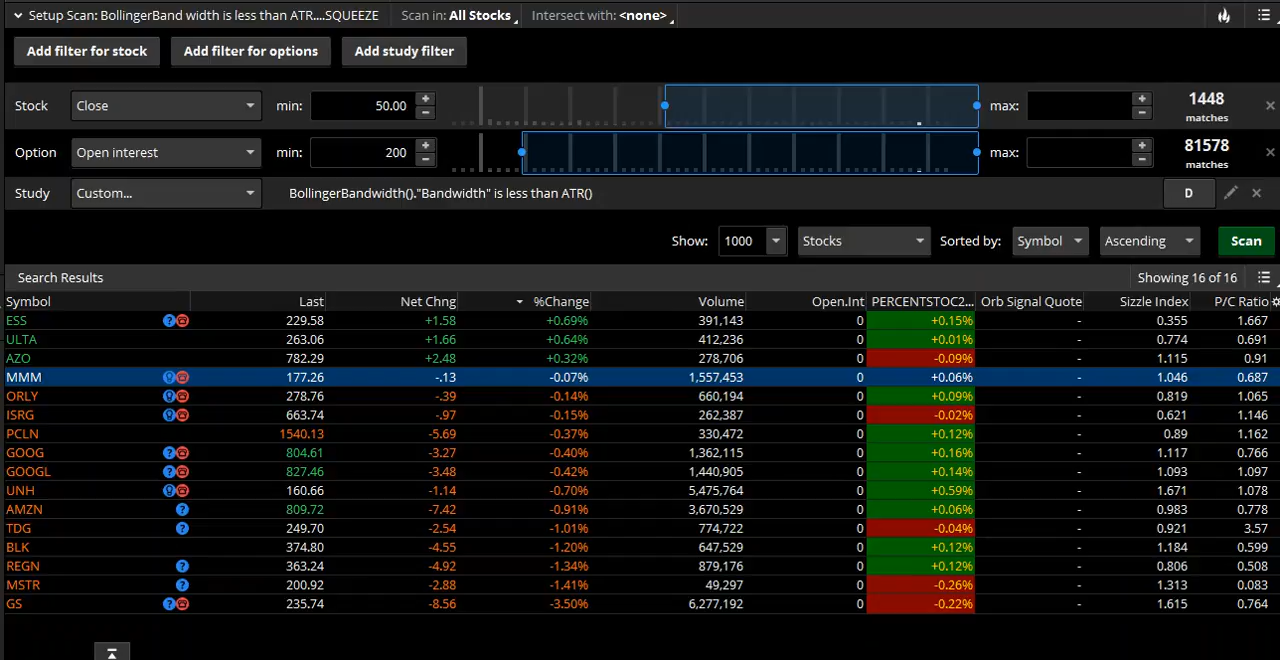 Setup Scan: BollingerBand width is less than ATR....SQUEEZE Scan in: All Stocks Intersect with: <none>
Add filter for stock Add filter for options Add study filter
Stock Close min: 50.00 max: 1448 matches
Option Open interest min: 200 max: 81578 matches
Study Custom... BollingerBandwidth()."Bandwidth" is less than ATR() D
Show: 1000 Stocks Sorted by: Symbol Ascending Scan
Search Results Showing 16 of 16
Symbol Last Net Chng %Change Volume Open.Int PERCENTSTOC2... Orb Signal Quote Sizzle Index P/C Ratio
ESS 229.58 +1.58 +0.69% 391,143 0 +0.15% - 0.355 1.667
ULTA 263.06 +1.66 +0.64% 412,236 0 +0.01% - 0.774 0.691
AZO 782.29 +2.48 +0.32% 278,706 0 -0.09% - 1.115 0.91
MMM 177.26 -.13 -0.07% 1,557,453 0 +0.06% - 1.046 0.687
ORLY 278.76 -.39 -0.14% 660,194 0 +0.09% - 0.819 1.065
ISRG 663.74 -.97 -0.15% 262,387 0 -0.02% - 0.621 1.146
PCLN 1540.13 -5.69 -0.37% 330,472 0 +0.12% - 0.89 1.162
GOOG 804.61 -3.27 -0.40% 1,362,115 0 +0.16% - 1.117 0.766
GOOGL 827.46 -3.48 -0.42% 1,440,905 0 +0.14% - 1.093 1.097
UNH 160.66 -1.14 -0.70% 5,475,764 0 +0.59% - 1.671 1.078
AMZN 809.72 -7.42 -0.91% 3,670,529 0 +0.06% - 0.983 0.778
TDG 249.70 -2.54 -1.01% 774,722 0 -0.04% - 0.921 3.57
BLK 374.80 -4.55 -1.20% 647,529 0 +0.12% - 1.184 0.599
REGN 363.24 -4.92 -1.34% 879,176 0 +0.12% - 0.806 0.508
MSTR 200.92 -2.88 -1.41% 49,297 0 -0.26% - 1.313 0.083
GS 235.74 -8.56 -3.50% 6,277,192 0 -0.22% - 1.615 0.764